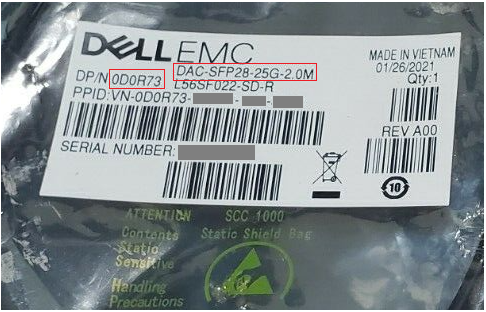 DELL EMC
MADE IN VIETNAM
01/26/2021
Qty:1
DP/N 0D0R73 DAC-SFP28-25G-2.0M
L56SF022-SD-R
PPID: VN-0D0R73- - -
REV A00
SERIAL NUMBER:
10
ATTENTION SCC 1000
Contents Static Shield Bag
Static
Sensitive
Handling
Precautions